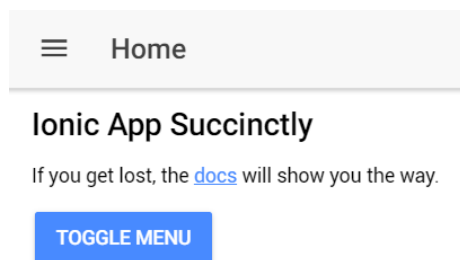 Home
Ionic App Succinctly
If you get lost, the docs will show you the way.
TOGGLE MENU